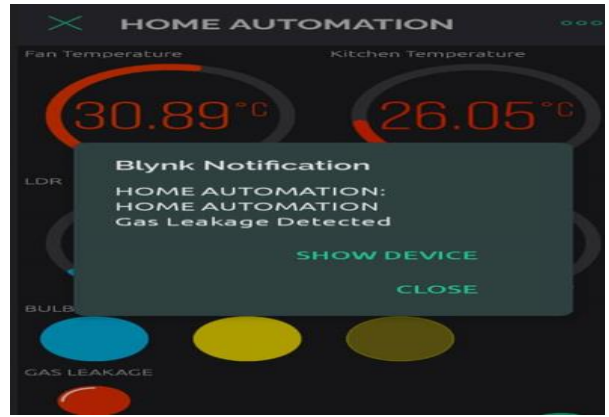 HOME AUTOMATION
Fan Temperature
Kitchen Temperature
30.89°C
26.05°C
Blynk Notification
LDR
HOME AUTOMATION:
HOME AUTOMATION
Gas Leakage Detected
SHOW DEVICE
CLOSE
BULB
GAS LEAKAGE